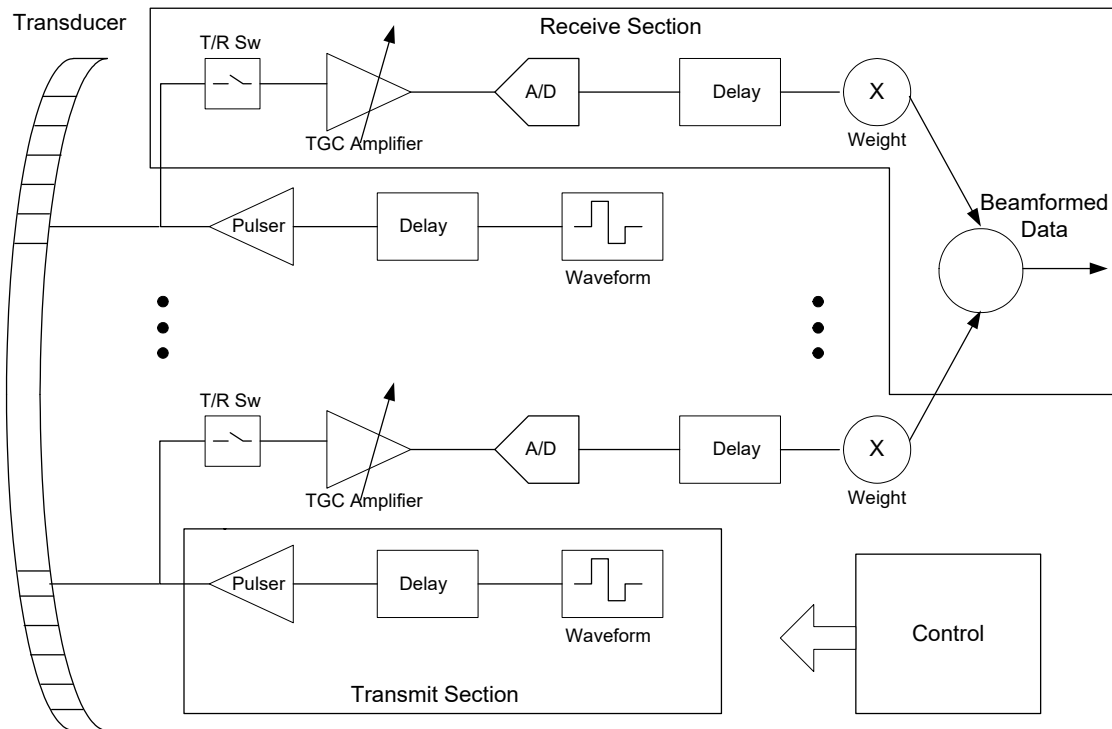 Transducer
Receive Section
T/R Sw
TGC Amplifier
A/D
Delay
X
Weight
Pulser
Delay
Waveform
Beamformed
Data
T/R Sw
TGC Amplifier
A/D
Delay
X
Weight
Pulser
Delay
Waveform
Transmit Section
Control